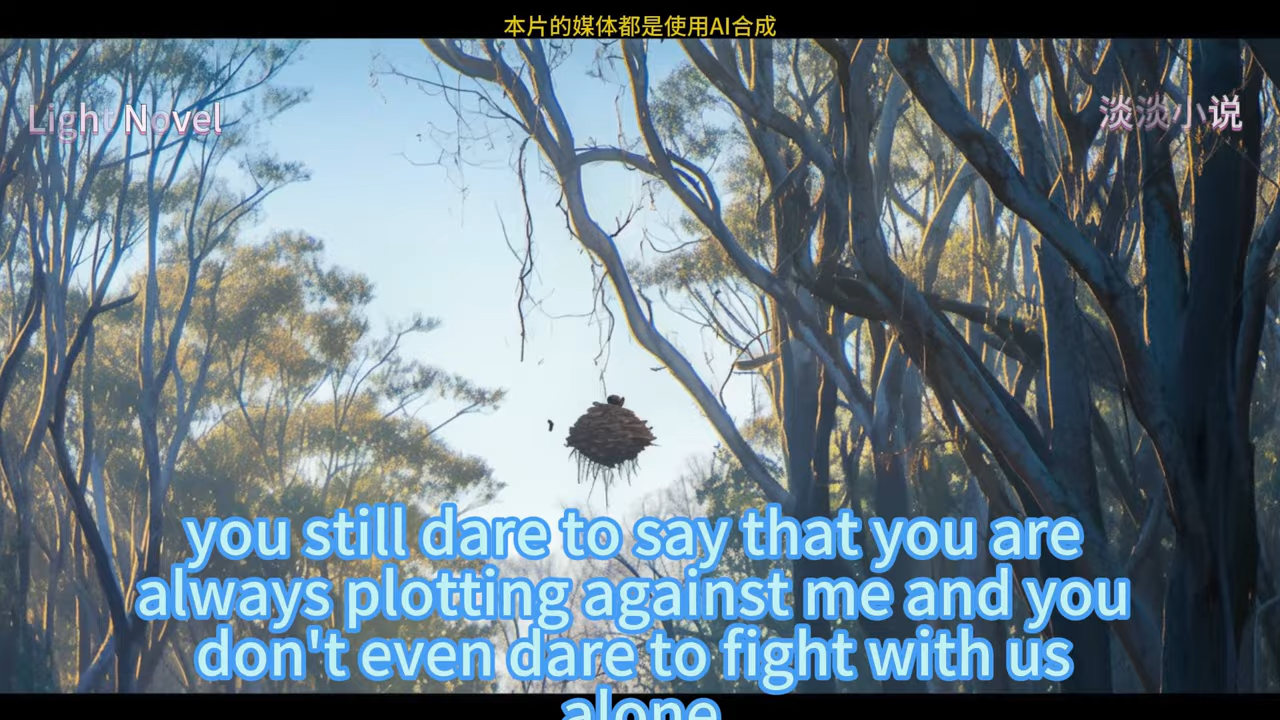 本片的媒体都是使用AI合成
Light Novel
淡淡小说
you still dare to say that you are
always plotting against me and you
don't even dare to fight with us
alone